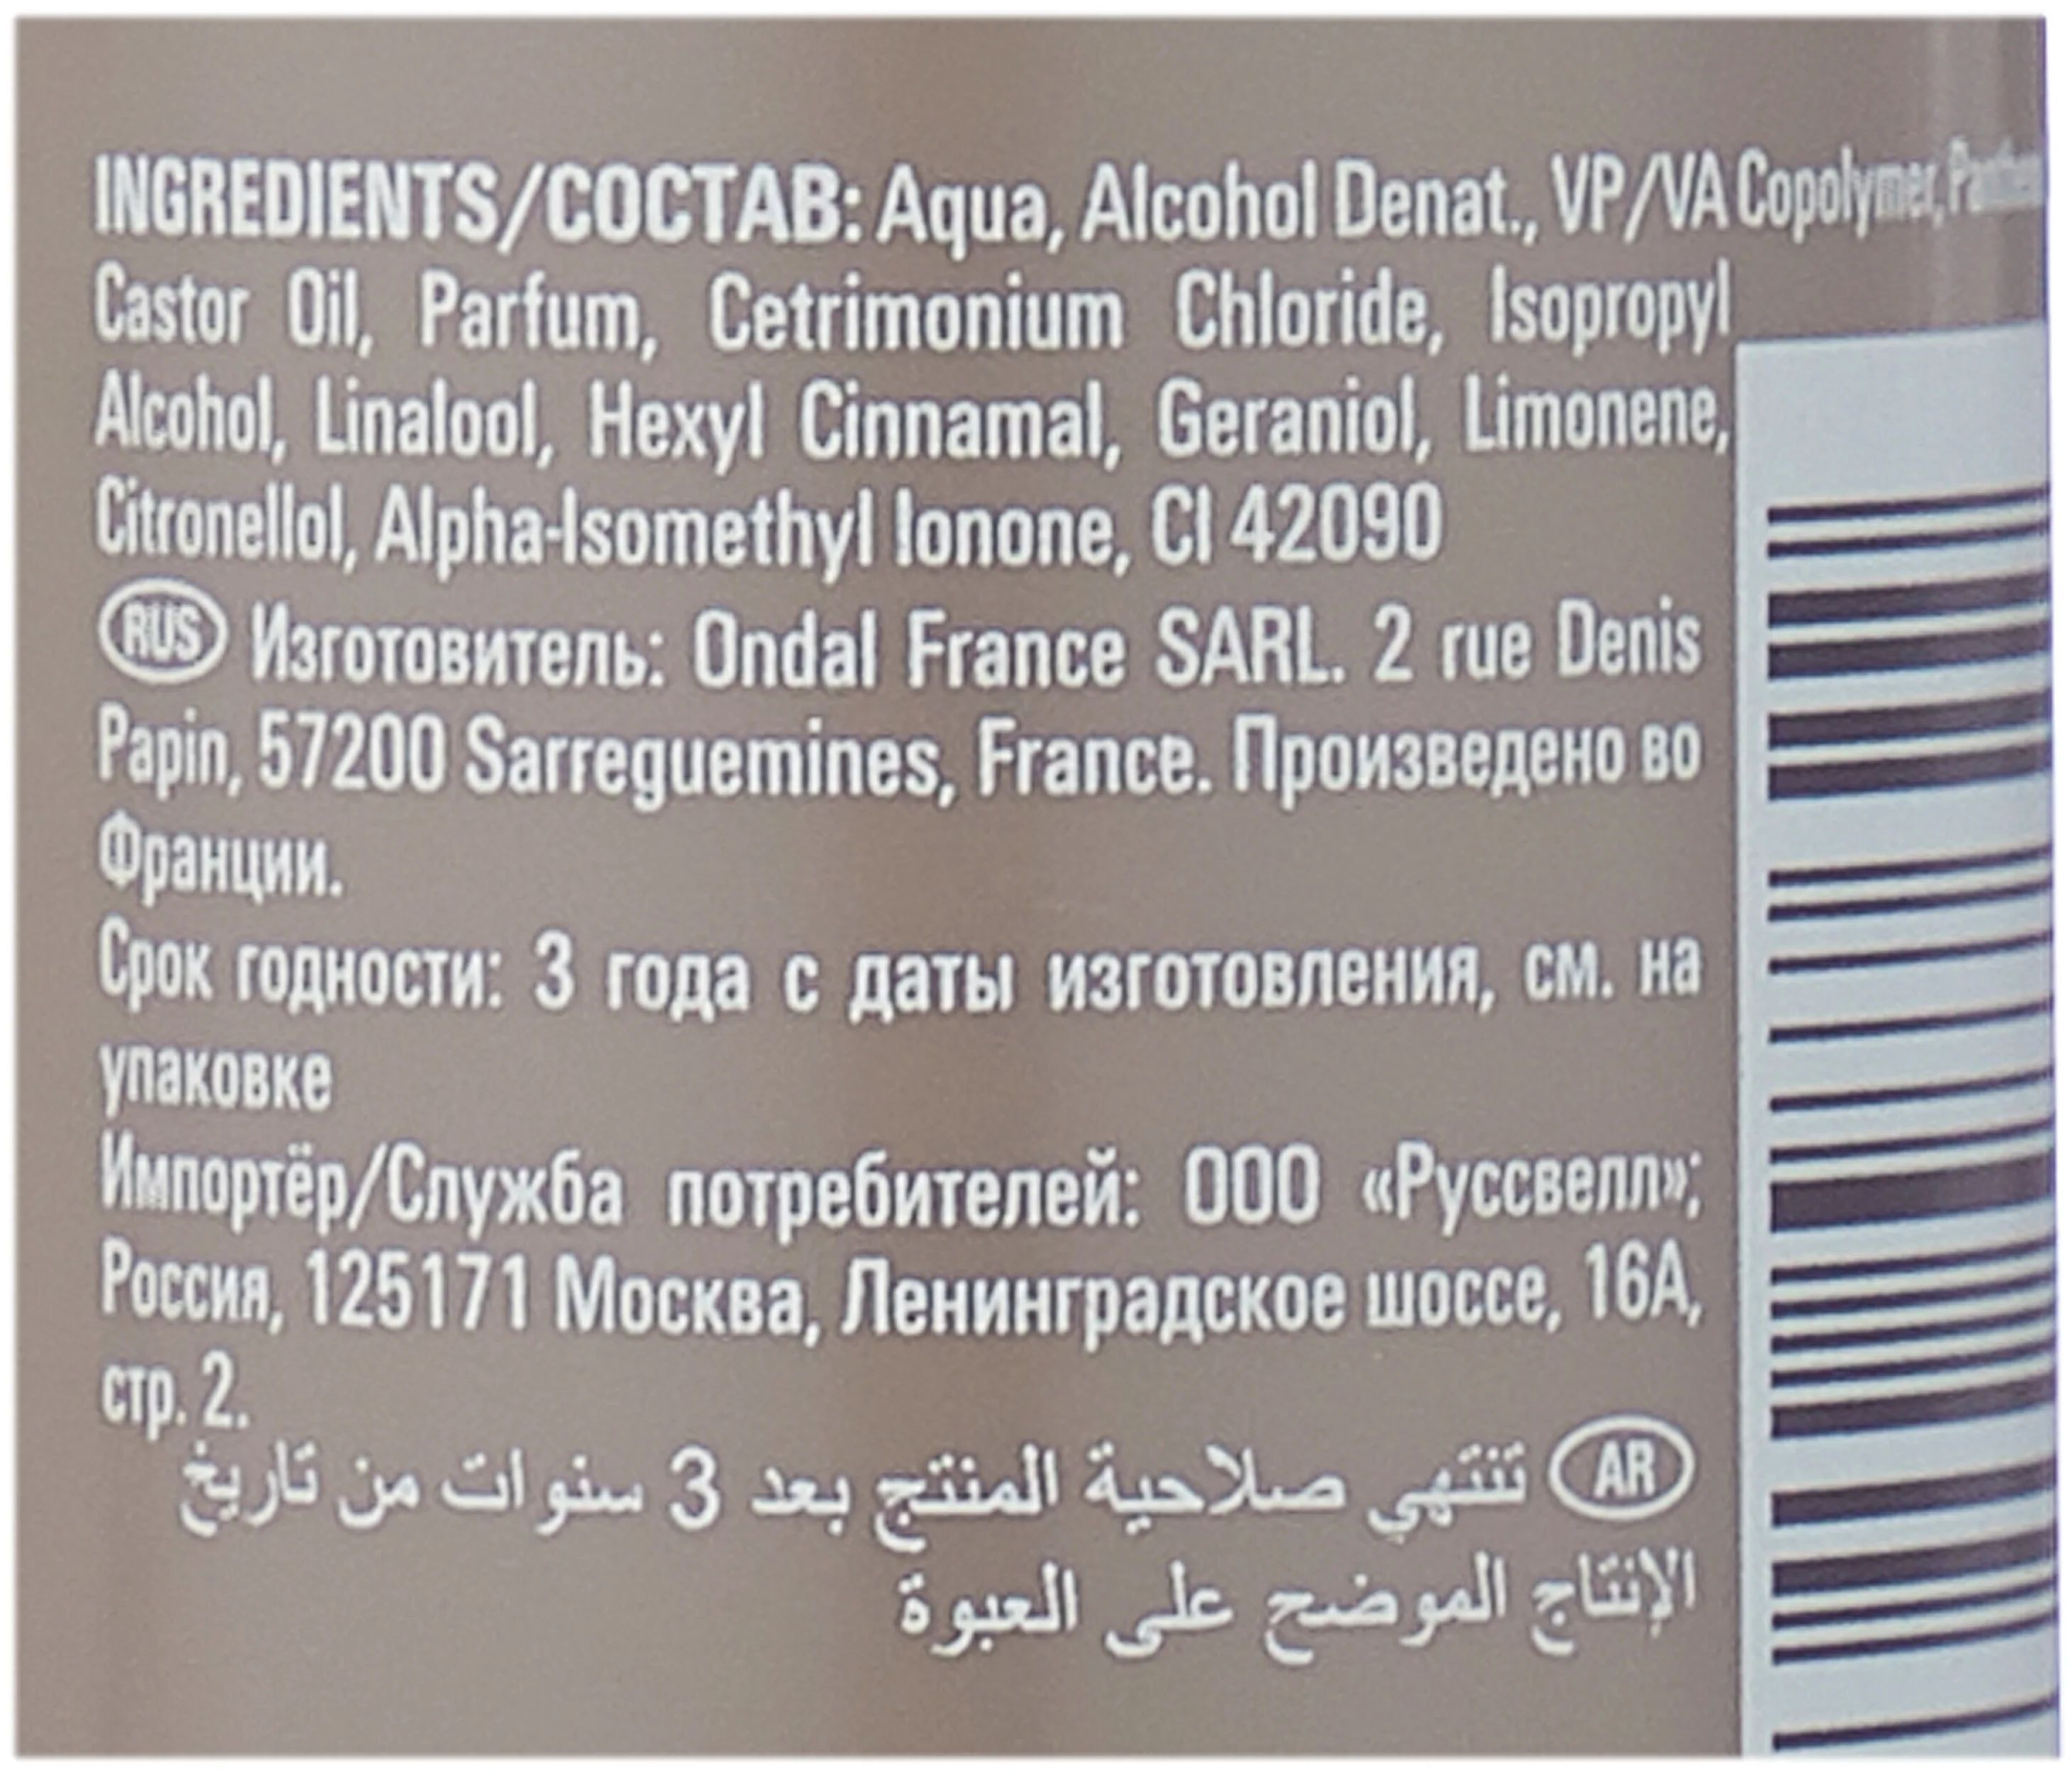 INGREDIENTS/СОСТАВ: Aqua, Alcohol Denat., VP/VA Copolymer,
Castor Oil, Parfum, Cetrimonium Chloride, Isopropyl
Alcohol, Linalool, Hexyl Cinnamal, Geraniol, Limonene,
Citronellol, Alpha-Isomethyl Ionone, CI 42090
RUS Изготовитель: Ondal France SARL. 2 rue Denis
Papin, 57200 Sarreguemines, France. Произведено во
Франции.
Срок годности: 3 года с даты изготовления, см. на
упаковке
Импортёр/Служба потребителей: ООО «Руссвелл»;
Россия, 125171 Москва, Ленинградское шоссе, 16А,
стр. 2.
AR تنتهي صلاحية المنتج بعد 3 سنوات من تاريخ
الإنتاج الموضح على العبوة